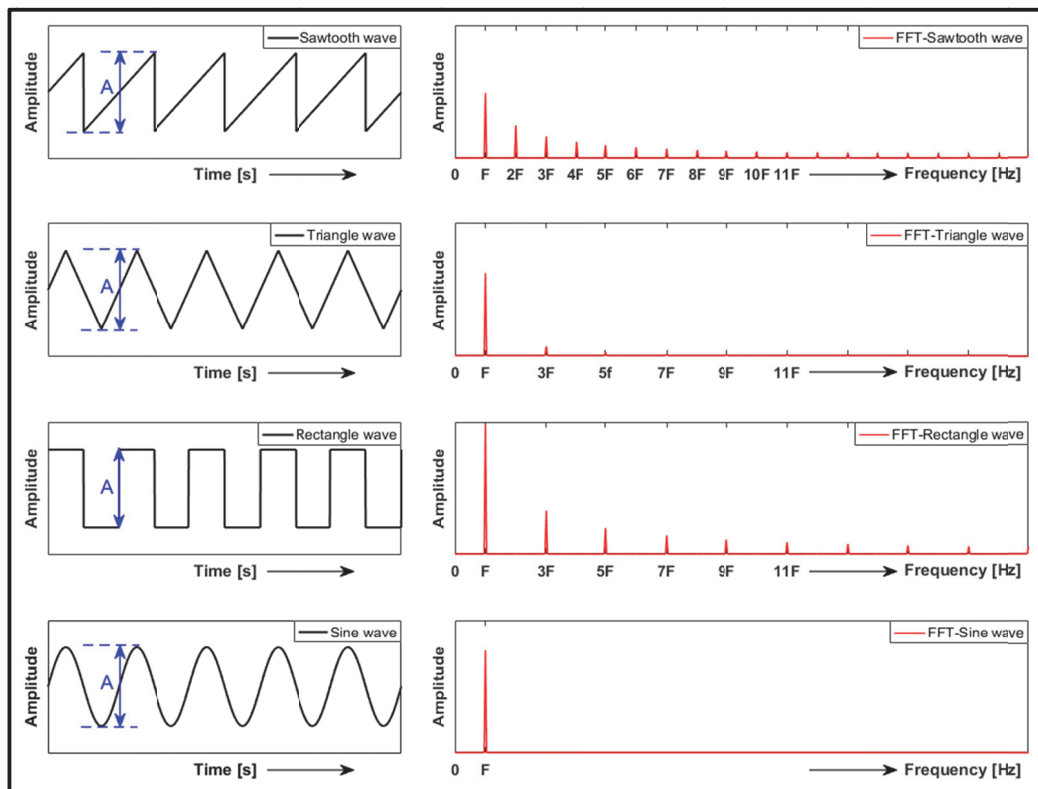 Sawtooth wave
Amplitude
A
Time [s]
FFT-Sawtooth wave
Amplitude
0 F 2F 3F 4F 5F 6F 7F 8F 9F 10F 11F Frequency [Hz]
Triangle wave
Amplitude
A
Time [s]
FFT-Triangle wave
Amplitude
0 F 3F 5f 7F 9F 11F Frequency [Hz]
Rectangle wave
Amplitude
A
Time [s]
FFT-Rectangle wave
Amplitude
0 F 3F 5F 7F 9F 11F Frequency [Hz]
Sine wave
Amplitude
A
Time [s]
FFT-Sine wave
Amplitude
0 F Frequency [Hz]